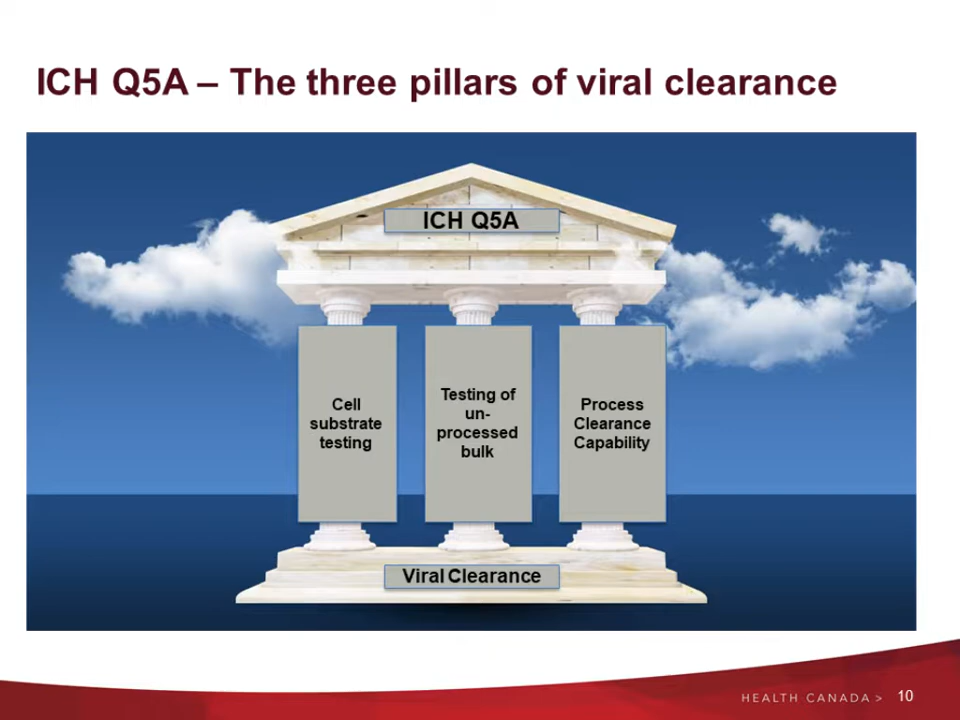 ICH Q5A – The three pillars of viral clearance
ICH Q5A
Cell
substrate
testing
Testing of
un-
processed
bulk
Process
Clearance
Capability
Viral Clearance
HEALTH CANADA > 10